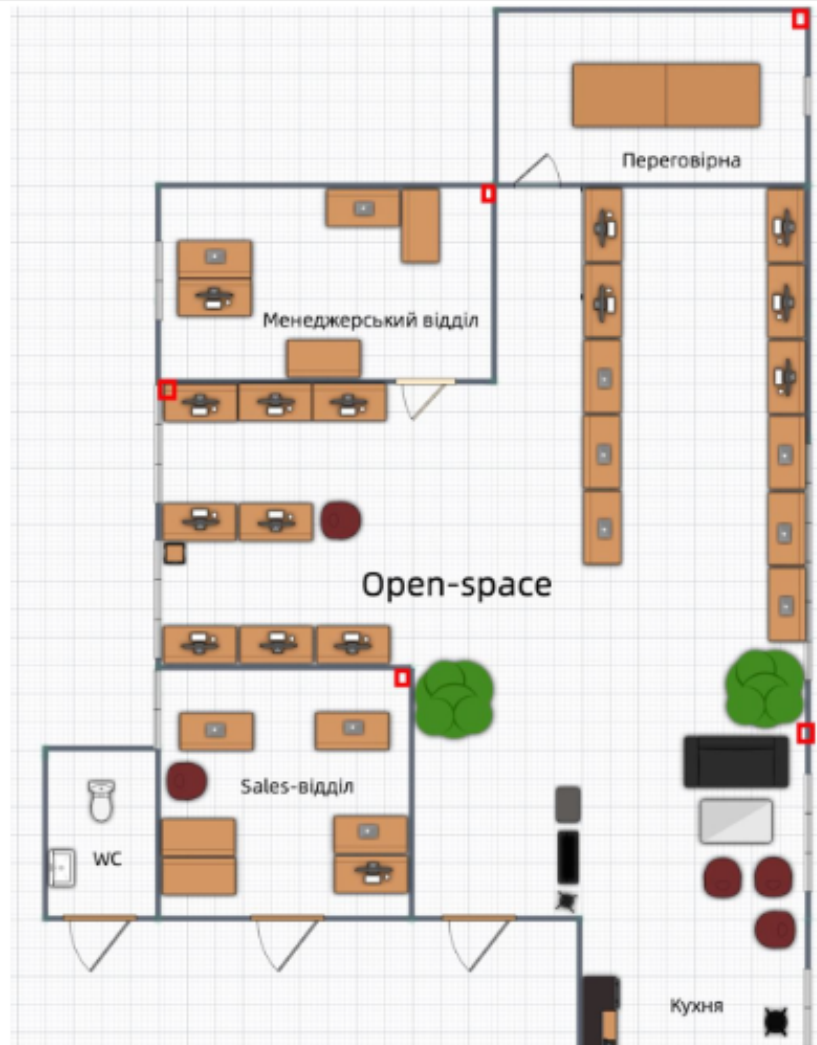 Переговірна
Менеджерський відділ
Open-space
Sales-відділ
WC
Кухня